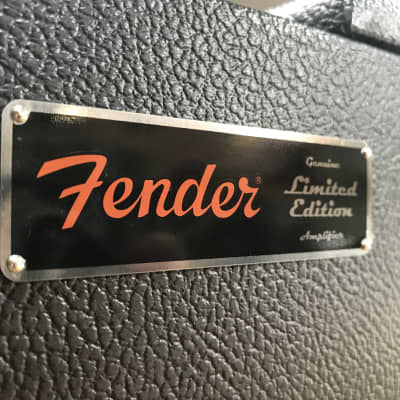 Fender®
Genuine
Limited
Edition
Amplifier